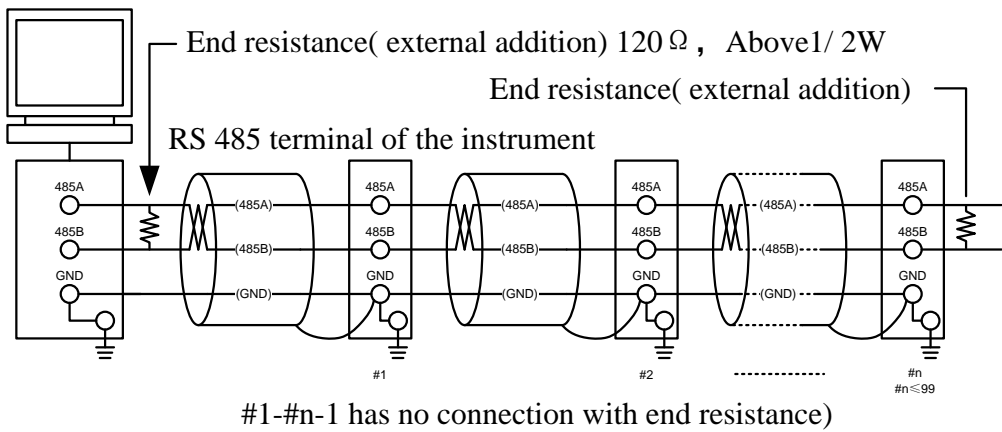 End resistance( external addition) 120Ω， Above1/ 2W
End resistance( external addition)
RS 485 terminal of the instrument
485A (485A) 485A (485A) 485A (485A) 485A
485B (485B) 485B (485B) 485B (485B) 485B
GND (GND) GND (GND) GND (GND) GND
#1 #2 #n
#n≤99
#1-#n-1 has no connection with end resistance)